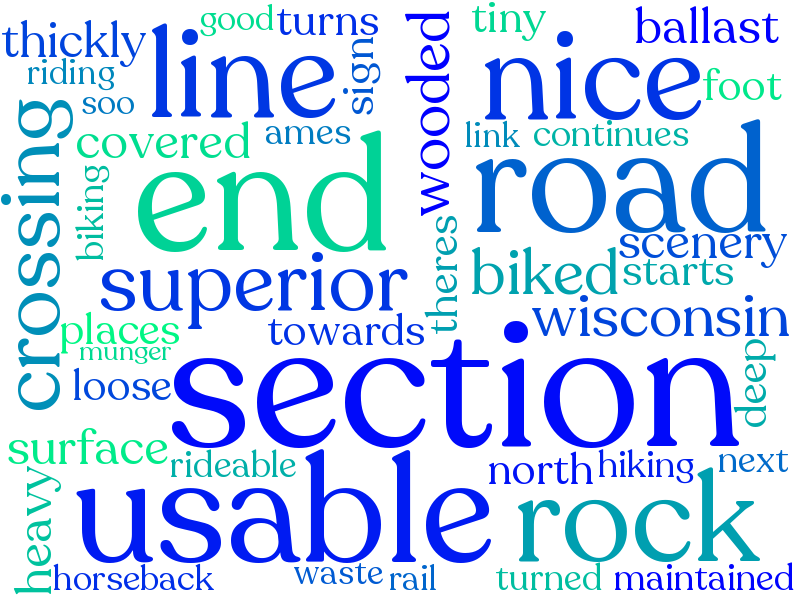 thickly
line
good
turns
sign
wooded
tiny
nice
ballast
foot
riding
soo
covered
ames
link
continues
crossing
biking
end
road
theres
scenery
superior
biked
starts
places
munger
towards
wisconsin
loose
section
deep
surface
rideable
north
hiking
next
heavy
usable
rock
horseback
waste
rail
turned
maintained